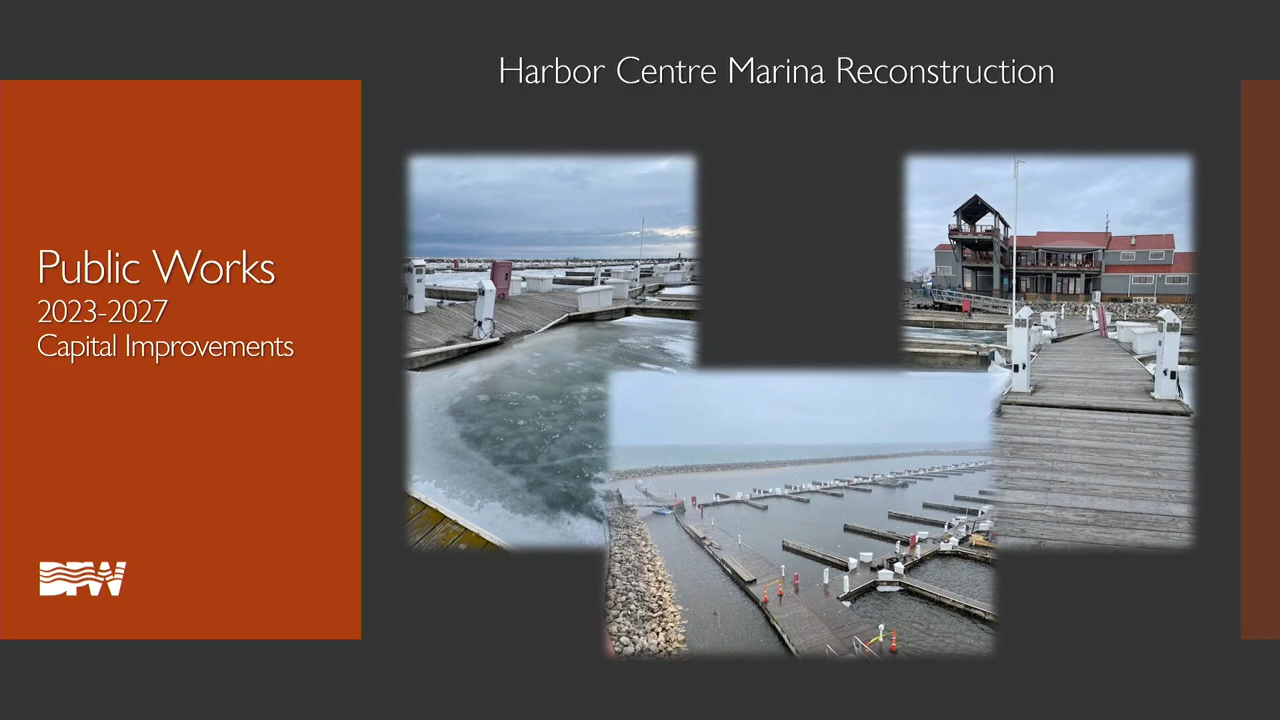 Harbor Centre Marina Reconstruction
Public Works
2023-2027
Capital Improvements
DPW